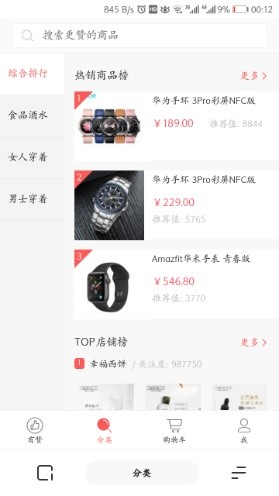 845 B/s 99% 00:12
搜索更赞的商品
综合排行
食品酒水
女人穿着
男士穿着
热销商品榜 更多 >
1
华为手环 3Pro彩屏NFC版
￥189.00 推荐值: 8844
2
华为手环 3Pro彩屏NFC版
￥229.00
推荐值: 5765
3
Amazfit华米手表 青春版
￥546.80
推荐值: 3770
TOP店铺榜 更多 >
1 幸福西饼 / 关注度: 987750
有赞 分类 购物车 我
分类